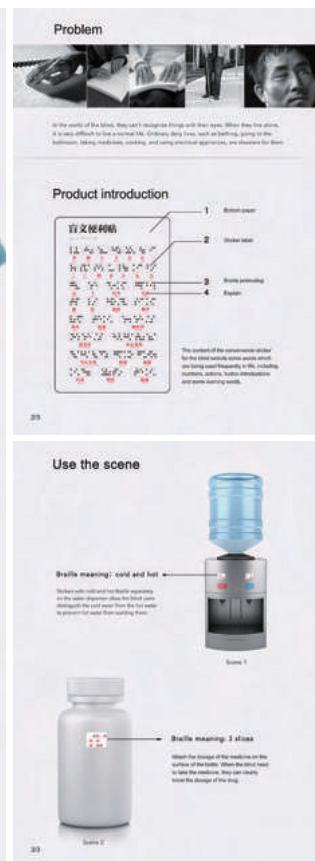 Problem
In the world of the blind, they can't recognize things with their eyes. When they live alone,
it is very difficult to live a normal life. Ordinary daily lives, such as bathing, going to the
bathroom, taking medicines, cooking, and using electrical appliances, are disasters for them.
Product introduction
盲文便利贴
1 Bottom paper
2 Sticker label
3 Braille protruding
4 Explain
The content of the convenience sticker
for the blind
some words which
are being used frequently in life, including
numbers, actions, button introductions
and some warning words.
2/3
Use the scene
Braille meaning: cold and hot
Stickers with cold and hot Braille separately
on the water dispenser allow the blind users
distinguish the cold water from the hot water
to prevent hot water from scalding them.
Scene 1
Braille meaning: 3 slices
Attach the dosage of the medicine on the
surface of the bottle. When the blind need
to take the medicine, they can clearly
know the dosage of the drug.
Scene 2
3/3